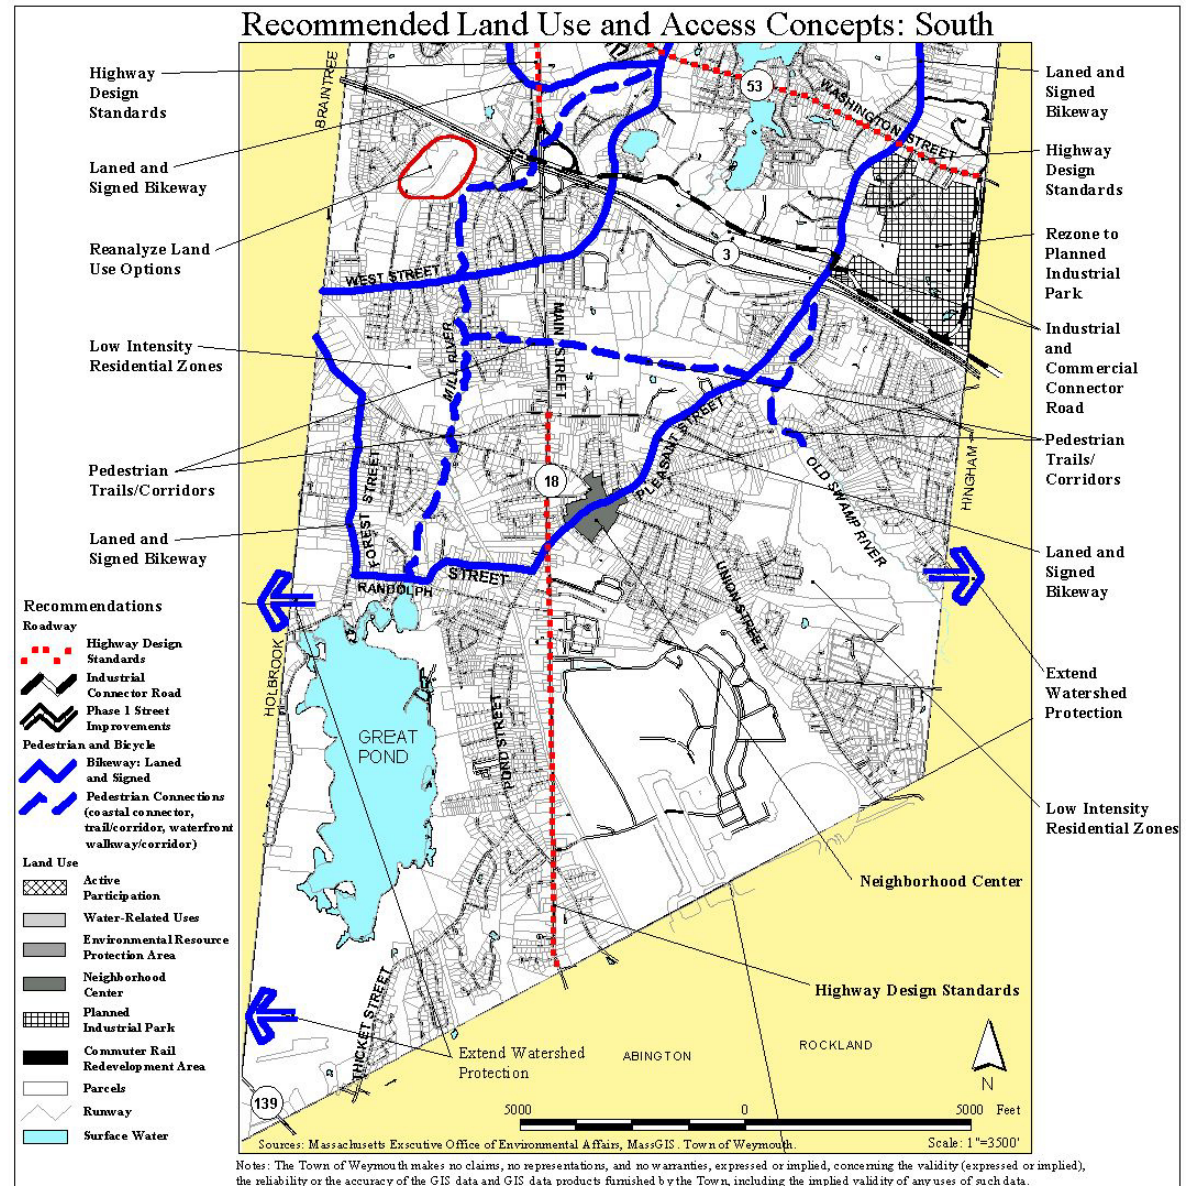 Recommended Land Use and Access Concepts: South
Highway
Design
Standards
Laned and
Signed Bikeway
Reanalyze Land
Use Options
Low Intensity
Residential Zones
Pedestrian
Trails/Corridors
Laned and
Signed Bikeway
Recommendations
Roadway
Highway Design
Standards
Industrial
Connector Road
Phase 1 Street
Improvements
Pedestrian and Bicycle
Bikeway: Laned
and Signed
Pedestrian Connections
(coastal connector,
trail/corridor, waterfront
walkway/corridor)
Land Use
Active
Participation
Water-Related Uses
Environmental Resource
Protection Area
Neighborhood
Center
Planned
Industrial Park
Commuter Rail
Redevelopment Area
Parcels
Runway
Surface Water
BRAINTREE
53
WASHINGTON STREET
3
WEST STREET
MAIN STREET
MILL RIVER
18
PLEASANT STREET
OLD SWAMP RIVER
HINGHAM
FOREST STREET
RANDOLPH
STREET
UNION STREET
HOLBROOK
GREAT
POND
POND STREET
THICKET STREET
139
Extend Watershed
Protection
ABINGTON
ROCKLAND
N
Laned and
Signed
Bikeway
Highway
Design
Standards
Rezone to
Planned
Industrial
Park
Industrial
and
Commercial
Connector
Road
Pedestrian
Trails/
Corridors
Laned and
Signed
Bikeway
Extend
Watershed
Protection
Low Intensity
Residential Zones
Neighborhood Center
Highway Design Standards
5000 0 5000 Feet
Sources: Massachusetts Exscutive Office of Environmental Affairs, MassGIS. Town of Weymouth.
Scale: 1"=3500'
Notes: The Town of Weymouth makes no claims, no representations, and no warranties, expressed or implied, concerning the validity (expressed or implied),
the reliability or the accuracy of the GIS data and GIS data products furnished by the Town, including the implied validity of any uses of such data.